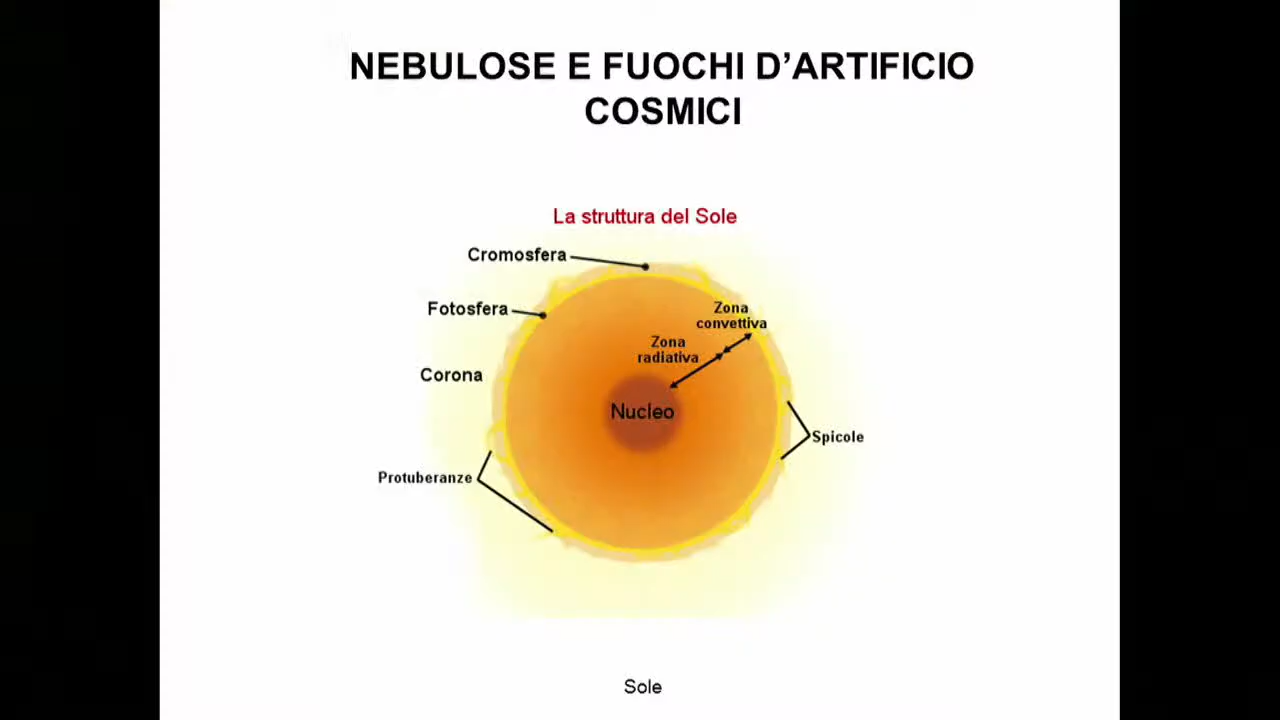 NEBULOSE E FUOCHI D’ARTIFICIO
COSMICI
La struttura del Sole
Cromosfera
Fotosfera
Zona
convettiva
Zona
radiativa
Corona
Nucleo
Spicole
Protuberanze
Sole